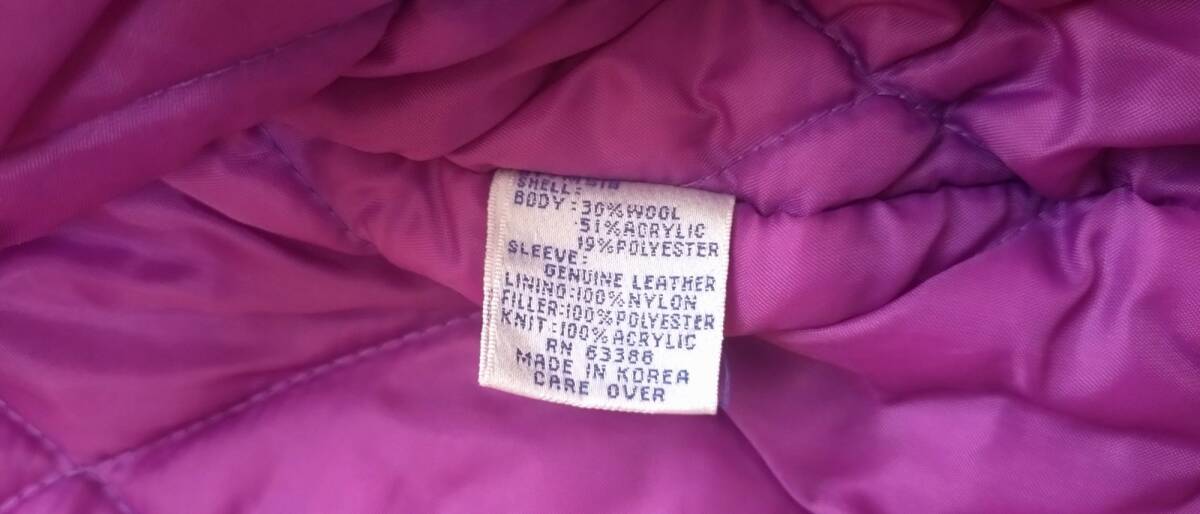 SHELL:
BODY:30%WOOL
51%ACRYLIC
19%POLYESTER
SLEEVE:
GENUINE LEATHER
LINING:100%NYLON
FILLER:100%POLYESTER
KNIT:100%ACRYLIC
RN 63388
MADE IN KOREA
CARE OVER